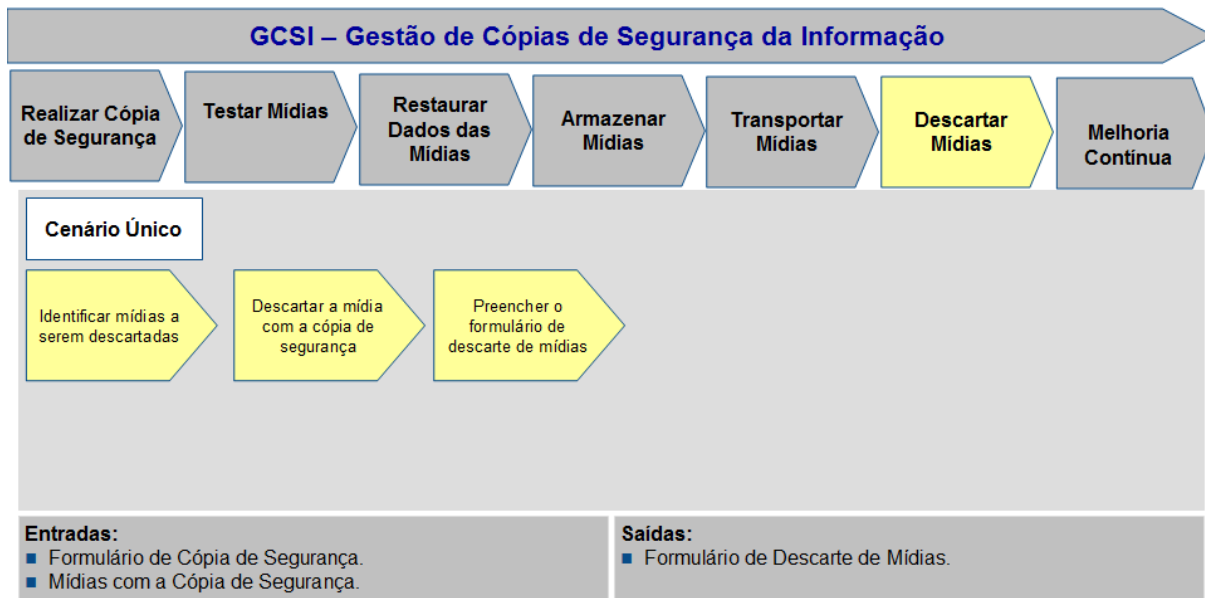 GCSI – Gestão de Cópias de Segurança da Informação
Realizar Cópia
de Segurança
Testar Mídias
Restaurar
Dados das
Mídias
Armazenar
Mídias
Transportar
Mídias
Descartar
Mídias
Melhoria
Contínua
Cenário Único
Identificar mídias a
serem descartadas
Descartar a mídia
com a cópia de
segurança
Preencher o
formulário de
descarte de mídias
Entradas:
■ Formulário de Cópia de Segurança.
■ Mídias com a Cópia de Segurança.
Saídas:
■ Formulário de Descarte de Mídias.